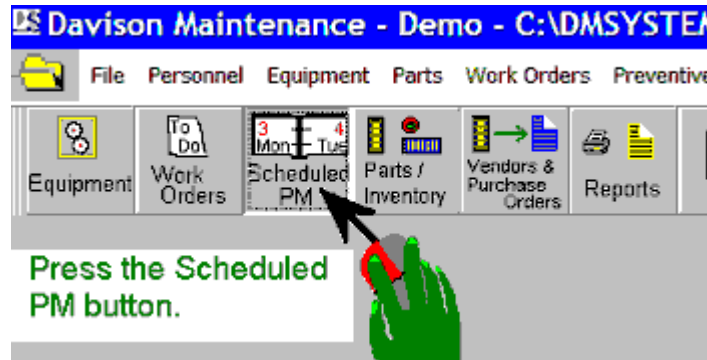 DS Davison Maintenance - Demo - C:\DMSYSTEM
File Personnel Equipment Parts Work Orders Preventive
Equipment
To Do
Work Orders
3 4
Mon Tue
Scheduled PM
Parts / Inventory
Vendors & Purchase Orders
Reports
Press the Scheduled
PM button.